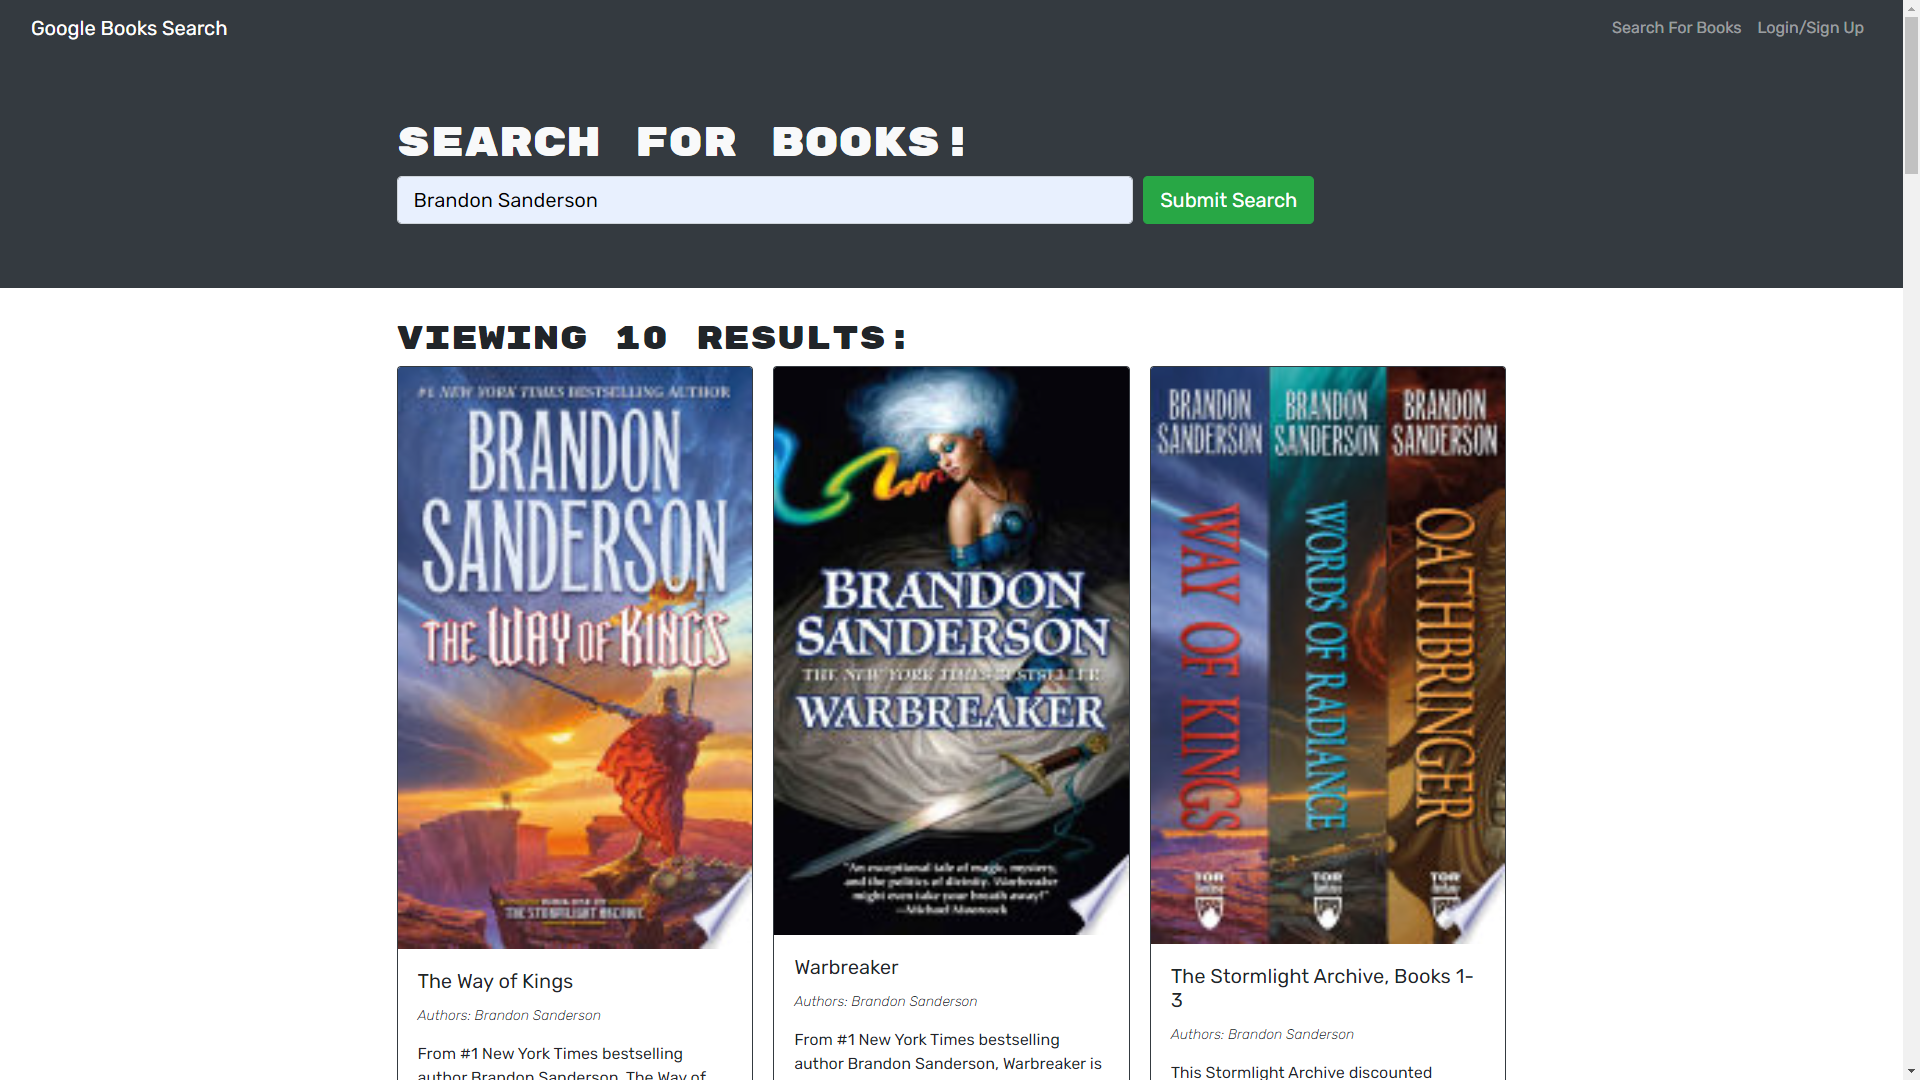 Google Books Search
Search For Books
Login/Sign Up
SEARCH FOR BOOKS!
Brandon Sanderson
Submit Search
VIEWING 10 RESULTS:
#1 NEW YORK TIMES BESTSELLING AUTHOR
BRANDON
SANDERSON
THE WAY OF KINGS
BOOK ONE OF
THE STORMLIGHT ARCHIVE
The Way of Kings
Authors: Brandon Sanderson
From #1 New York Times bestselling
author Brandon Sanderson, The Way of
BRANDON
SANDERSON
THE NEW YORK TIMES BESTSELLER
WARBREAKER
"An exceptional tale of magic, mystery,
and the politics of divinity. Warbreaker
might even take your breath away!"
—Michael Moorcock
Warbreaker
Authors: Brandon Sanderson
From #1 New York Times bestselling
author Brandon Sanderson, Warbreaker is
BRANDON
SANDERSON
WAY OF KINGS
TOR
BRANDON
SANDERSON
WORDS OF RADIANCE
TOR
BRANDON
SANDERSON
OATHBRINGER
TOR
The Stormlight Archive, Books 1-
3
Authors: Brandon Sanderson
This Stormlight Archive discounted